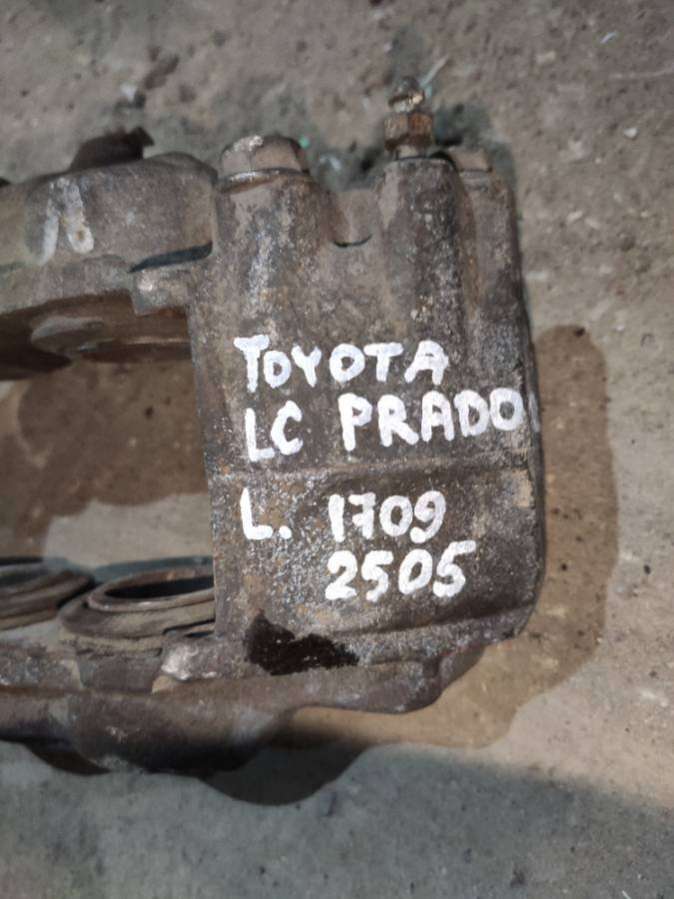 TOYOTA
LC PRADO
L. 1709
2505